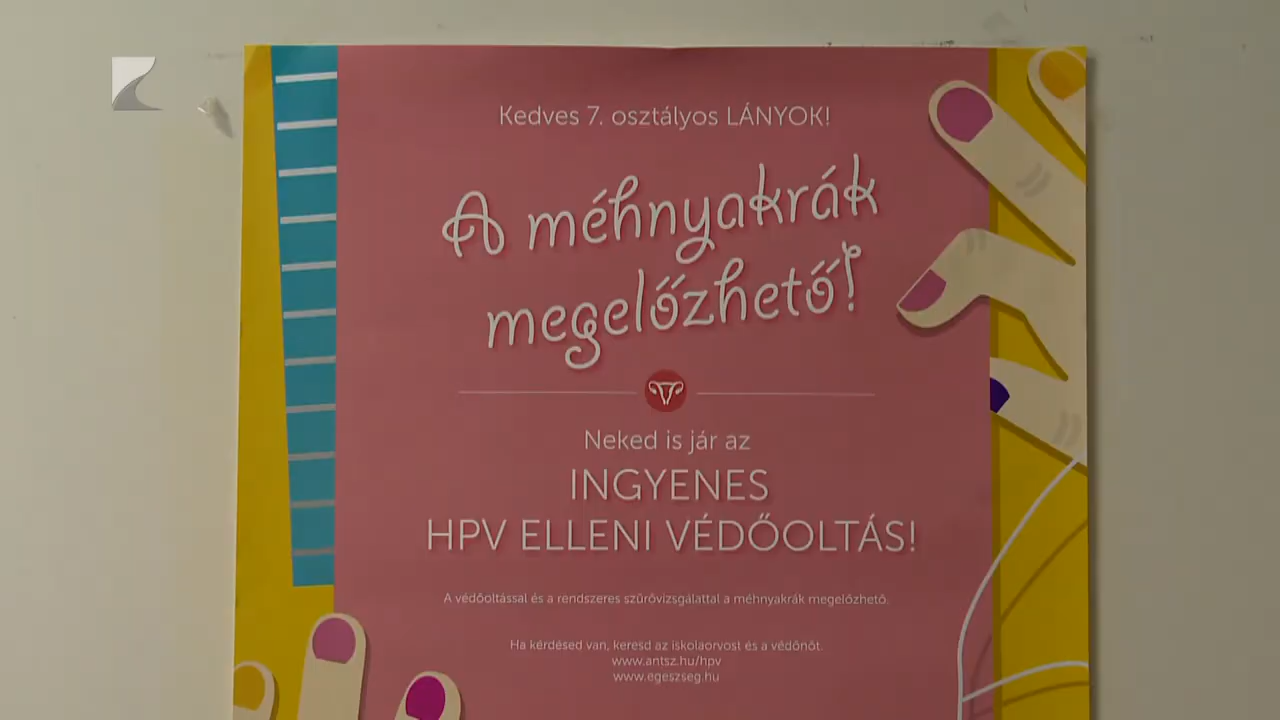 Kedves 7. osztályos LÁNYOK!
A méhnyakrák
megelőzhető!
Neked is jár az
INGYENES
HPV ELLENI VÉDŐOLTÁS!
A védőoltással és a rendszeres szűrővizsgálattal a méhnyakrák megelőzhető.
Ha kérdésed van, keresd az iskolaorvost és a védőnőt.
www.antsz.hu/hpv
www.egeszseg.hu